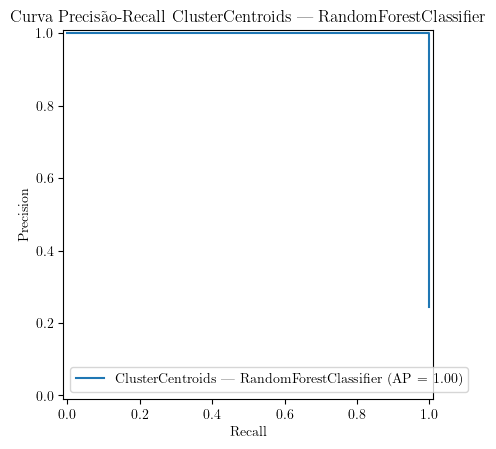 Curva Precisão-Recall ClusterCentroids — RandomForestClassifier
1.0
0.8
0.6
0.4
0.2
0.0
Precision
ClusterCentroids — RandomForestClassifier (AP = 1.00)
0.0 0.2 0.4 0.6 0.8 1.0
Recall